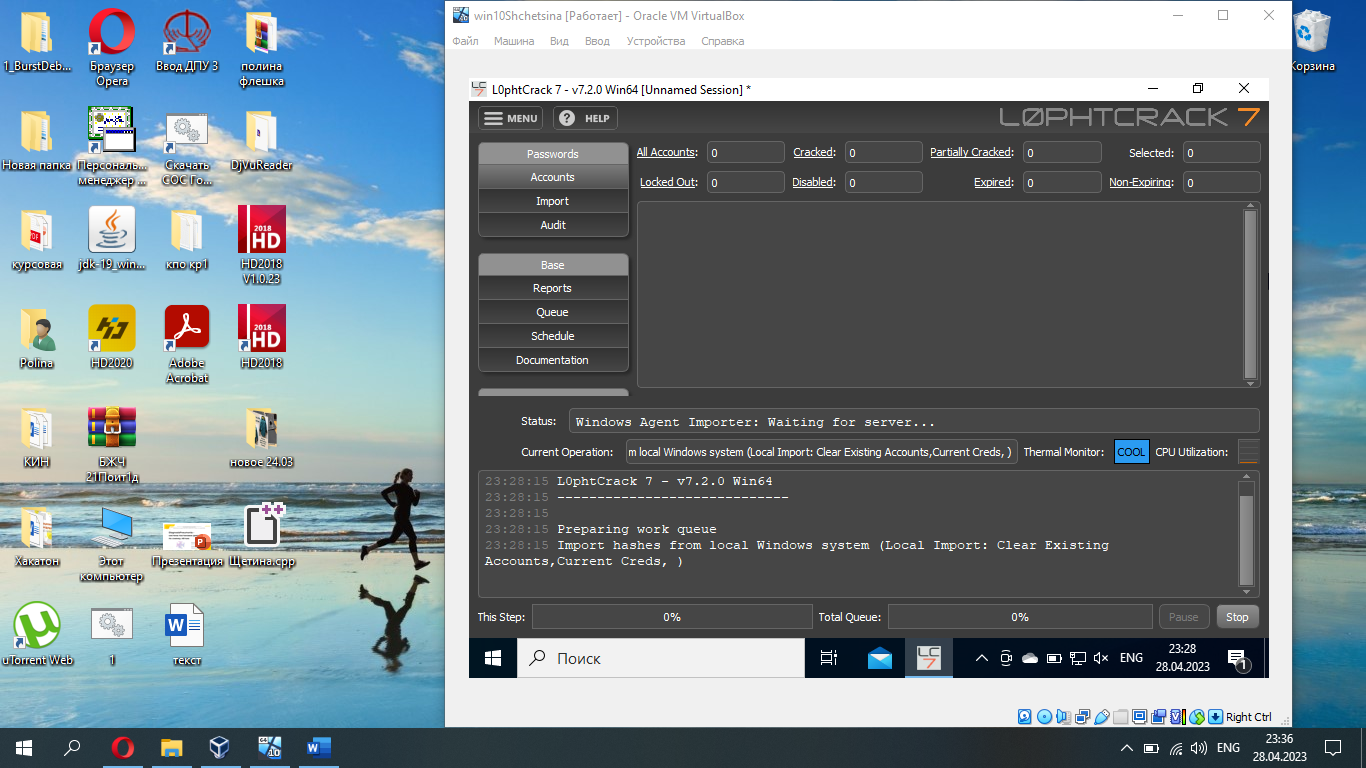 1_BurstDeb...
Браузер
Opera
Ввод ДПУ 3
полина
флешка
Новая папка
Персональ...
менеджер ...
Скачать
СОС Го...
DjVuReader
курсовая
jdk-19_win...
кпо кр1
HD2018
V1.0.23
Polina
HD2020
Adobe
Acrobat
HD2018
КИН
БЖЧ
21Поит1д
новое 24.03
Хакатон
Этот
компьютер
Презентация
Щетина.cpp
uTorrent Web
1
текст
Корзина
win10Shchetsina [Работает] - Oracle VM VirtualBox
Файл Машина Вид Ввод Устройства Справка
L0phtCrack 7 - v7.2.0 Win64 [Unnamed Session] *
MENU HELP
L0PHTCRACK 7
Passwords
Accounts
Import
Audit
Base
Reports
Queue
Schedule
Documentation
All Accounts: 0 Cracked: 0 Partially Cracked: 0 Selected: 0
Locked Out: 0 Disabled: 0 Expired: 0 Non-Expiring: 0
Status: Windows Agent Importer: Waiting for server...
Current Operation: m local Windows system (Local Import: Clear Existing Accounts,Current Creds, ) Thermal Monitor: COOL CPU Utilization:
23:28:15 L0phtCrack 7 - v7.2.0 Win64
23:28:15 -----------------------------
23:28:15
23:28:15 Preparing work queue
23:28:15 Import hashes from local Windows system (Local Import: Clear Existing
Accounts,Current Creds, )
This Step: 0% Total Queue: 0% Pause Stop
Поиск
ENG
23:28
28.04.2023
1
Right Ctrl
ENG
23:36
28.04.2023